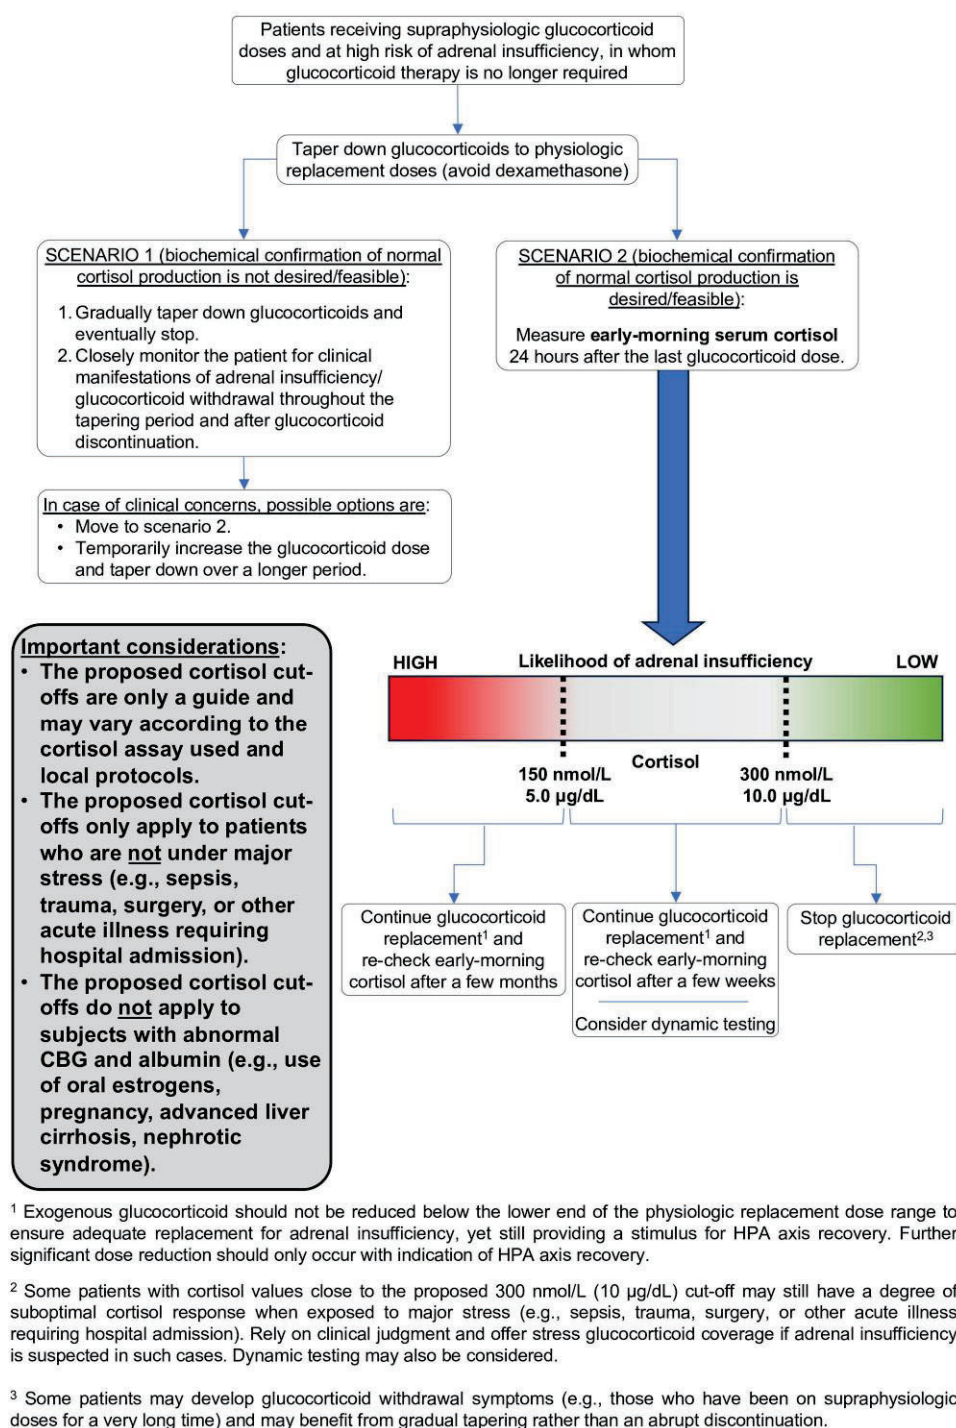 Patients receiving supraphysiologic glucocorticoid
doses and at high risk of adrenal insufficiency, in whom
glucocorticoid therapy is no longer required
Taper down glucocorticoids to physiologic
replacement doses (avoid dexamethasone)
SCENARIO 1 (biochemical confirmation of normal
cortisol production is not desired/feasible):
1. Gradually taper down glucocorticoids and
eventually stop.
2. Closely monitor the patient for clinical
manifestations of adrenal insufficiency/
glucocorticoid withdrawal throughout the
tapering period and after glucocorticoid
discontinuation.
In case of clinical concerns, possible options are:
• Move to scenario 2.
• Temporarily increase the glucocorticoid dose
and taper down over a longer period.
SCENARIO 2 (biochemical confirmation
of normal cortisol production is
desired/feasible):
Measure early-morning serum cortisol
24 hours after the last glucocorticoid dose.
Important considerations:
• The proposed cortisol cut-
offs are only a guide and
may vary according to the
cortisol assay used and
local protocols.
• The proposed cortisol cut-
offs only apply to patients
who are not under major
stress (e.g., sepsis,
trauma, surgery, or other
acute illness requiring
hospital admission).
• The proposed cortisol cut-
offs do not apply to
subjects with abnormal
CBG and albumin (e.g., use
of oral estrogens,
pregnancy, advanced liver
cirrhosis, nephrotic
syndrome).
HIGH Likelihood of adrenal insufficiency LOW
Cortisol
150 nmol/L 300 nmol/L
5.0 µg/dL 10.0 µg/dL
Continue glucocorticoid
replacement¹ and
re-check early-morning
cortisol after a few months
Continue glucocorticoid
replacement¹ and
re-check early-morning
cortisol after a few weeks
Consider dynamic testing
Stop glucocorticoid
replacement²,³
¹ Exogenous glucocorticoid should not be reduced below the lower end of the physiologic replacement dose range to
ensure adequate replacement for adrenal insufficiency, yet still providing a stimulus for HPA axis recovery. Further
significant dose reduction should only occur with indication of HPA axis recovery.
² Some patients with cortisol values close to the proposed 300 nmol/L (10 µg/dL) cut-off may still have a degree of
suboptimal cortisol response when exposed to major stress (e.g., sepsis, trauma, surgery, or other acute illness
requiring hospital admission). Rely on clinical judgment and offer stress glucocorticoid coverage if adrenal insufficiency
is suspected in such cases. Dynamic testing may also be considered.
³ Some patients may develop glucocorticoid withdrawal symptoms (e.g., those who have been on supraphysiologic
doses for a very long time) and may benefit from gradual tapering rather than an abrupt discontinuation.